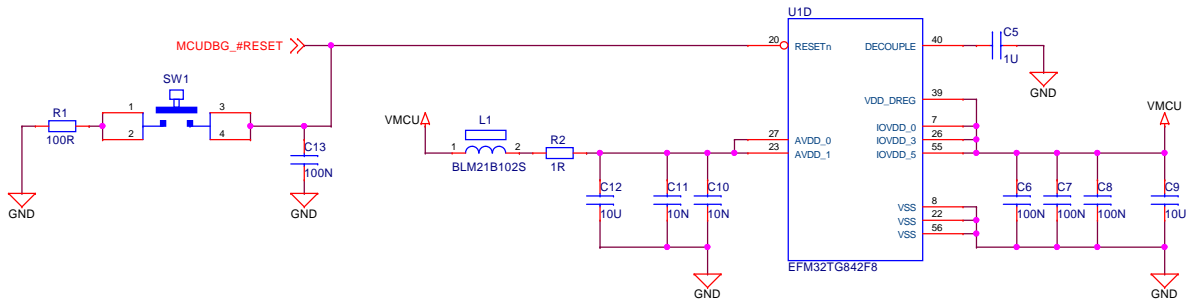 U1D
MCUDBG_#RESET
20
RESETn
DECOUPLE
40
C5
1U
GND
SW1
R1
100R
1
2
3
4
C13
100N
GND
GND
VMCU
L1
1
2
BLM21B102S
R2
1R
27
23
AVDD_0
AVDD_1
C12
10U
C11
10N
C10
10N
GND
VDD_DREG
39
IOVDD_0
7
IOVDD_3
26
IOVDD_5
55
VSS
8
VSS
22
VSS
56
EFM32TG842F8
VMCU
C6
100N
C7
100N
C8
100N
C9
10U
GND